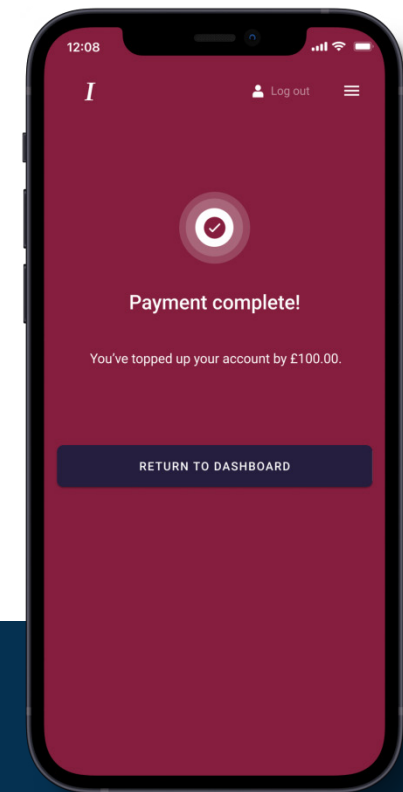 12:08
I
Log out
Payment complete!
You've topped up your account by £100.00.
RETURN TO DASHBOARD